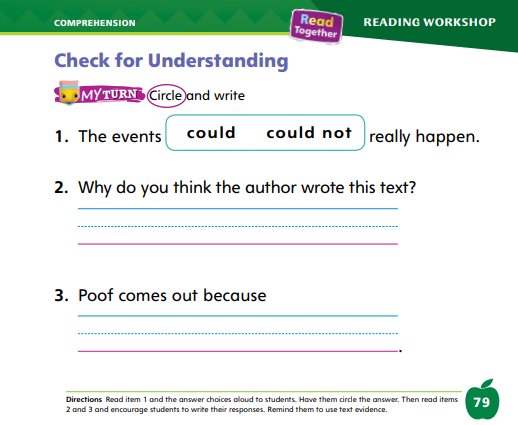 COMPREHENSION
Read
Together
READING WORKSHOP
Check for Understanding
MY TURN Circle and write
1. The events could could not really happen.
2. Why do you think the author wrote this text?
3. Poof comes out because
.
Directions Read item 1 and the answer choices aloud to students. Have them circle the answer. Then read items
2 and 3 and encourage students to write their responses. Remind them to use text evidence.
79